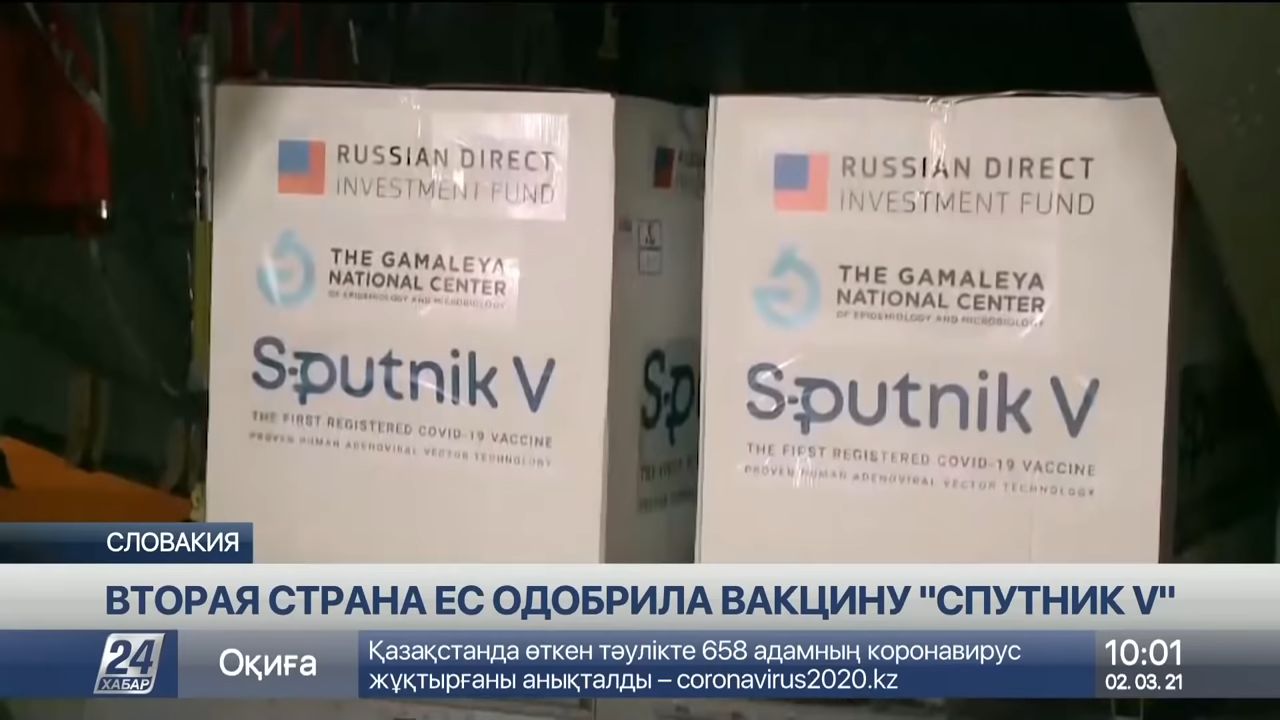 RUSSIAN DIRECT
INVESTMENT FUND
THE GAMALEYA
NATIONAL CENTER
OF EPIDEMIOLOGY AND MICROBIOLOGY
Sputnik V
THE FIRST REGISTERED COVID-19 VACCINE
PROVEN HUMAN ADENOVIRAL VECTOR TECHNOLOGY
RUSSIAN DIRECT
INVESTMENT FUND
THE GAMALEYA
NATIONAL CENTER
OF EPIDEMIOLOGY AND MICROBIOLOGY
Sputnik V
THE FIRST REGISTERED COVID-19 VACCINE
PROVEN HUMAN ADENOVIRAL VECTOR TECHNOLOGY
СЛОВАКИЯ
ВТОРАЯ СТРАНА ЕС ОДОБРИЛА ВАКЦИНУ "СПУТНИК V"
24
ХАБАР
Оқиға
Қазақстанда өткен тәулікте 658 адамның коронавирус
жұқтырғаны анықталды – coronavirus2020.kz
10:01
02. 03. 21